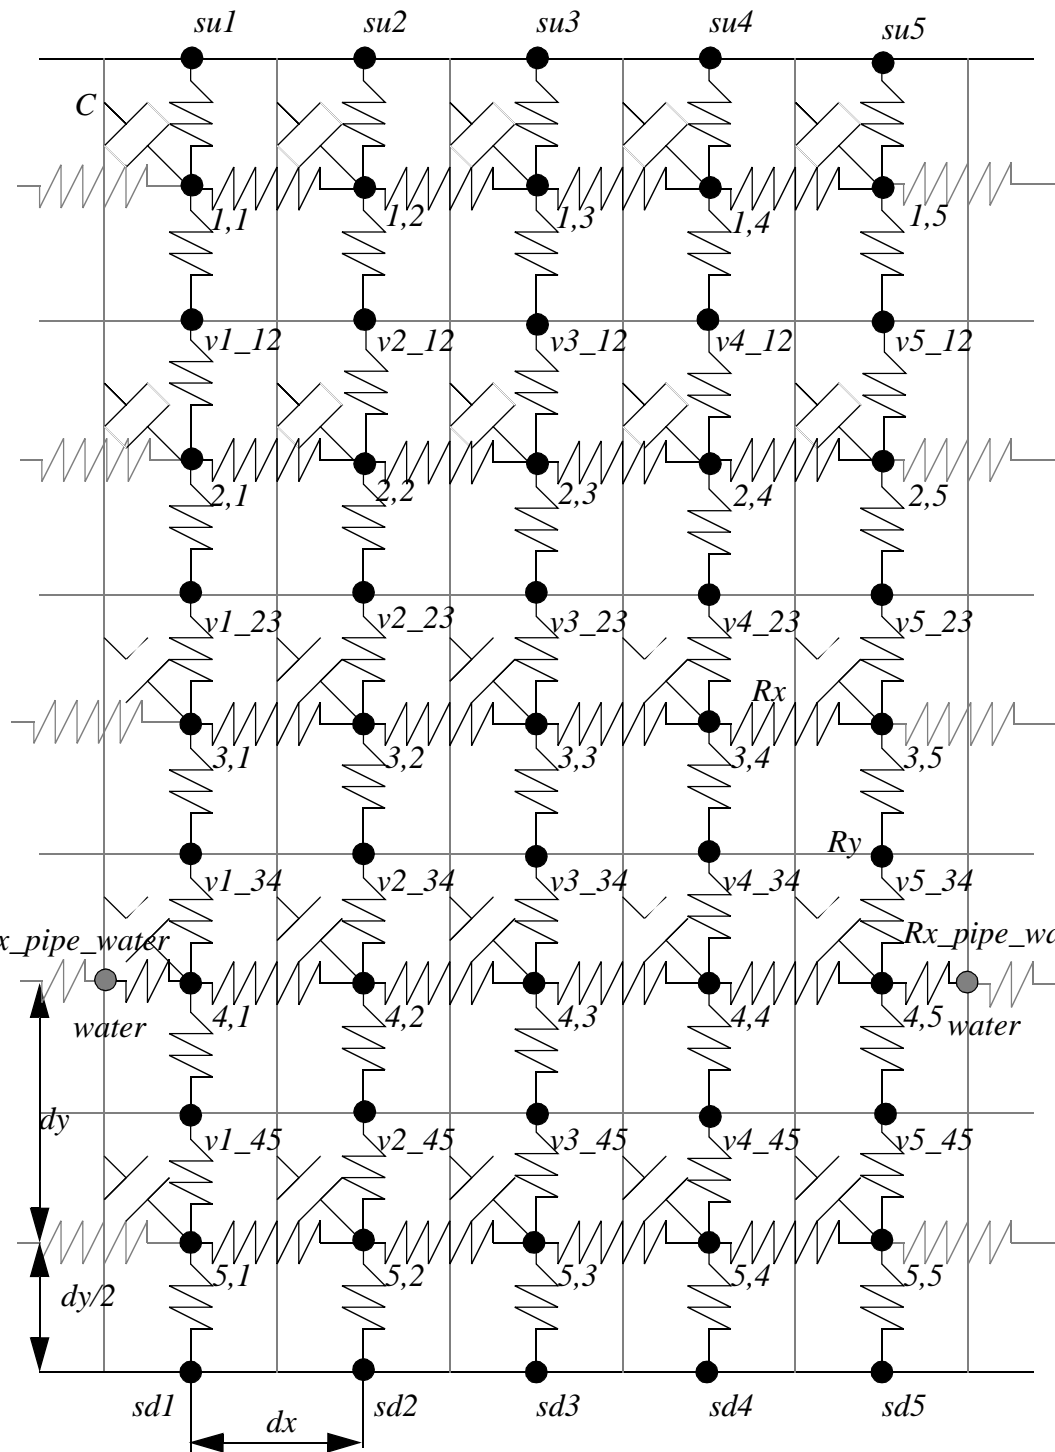 su1 su2 su3 su4 su5
C
1,1 1,2 1,3 1,4 1,5
v1_12 v2_12 v3_12 v4_12 v5_12
2,1 2,2 2,3 2,4 2,5
v1_23 v2_23 v3_23 v4_23 v5_23
Rx
3,1 3,2 3,3 3,4 3,5
Ry
v1_34 v2_34 v3_34 v4_34 v5_34
x_pipe_water Rx_pipe_wa
4,1 4,2 4,3 4,4 4,5
water water
dy
v1_45 v2_45 v3_45 v4_45 v5_45
5,1 5,2 5,3 5,4 5,5
dy/2
sd1 sd2 sd3 sd4 sd5
dx